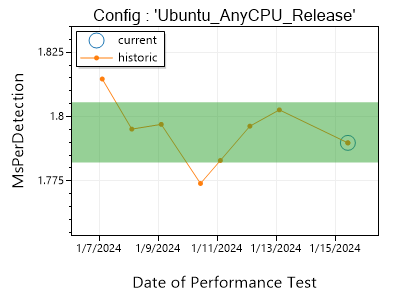 Config : 'Ubuntu_AnyCPU_Release'
current
historic
MsPerDetection
1.825
1.8
1.775
1/7/2024 1/9/2024 1/11/2024 1/13/2024 1/15/2024
Date of Performance Test